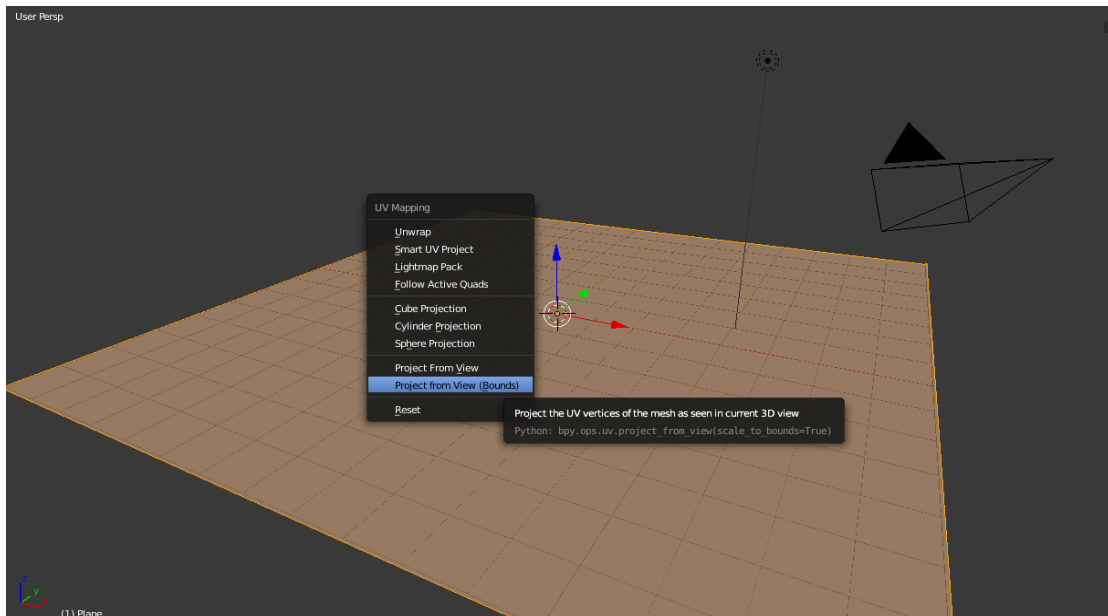 User Persp
UV Mapping
Unwrap
Smart UV Project
Lightmap Pack
Follow Active Quads
Cube Projection
Cylinder Projection
Sphere Projection
Project From View
Project from View (Bounds)
Reset
Project the UV vertices of the mesh as seen in current 3D view
Python: bpy.ops.uv.project_from_view(scale_to_bounds=True)
z
y
x
(1) Plane